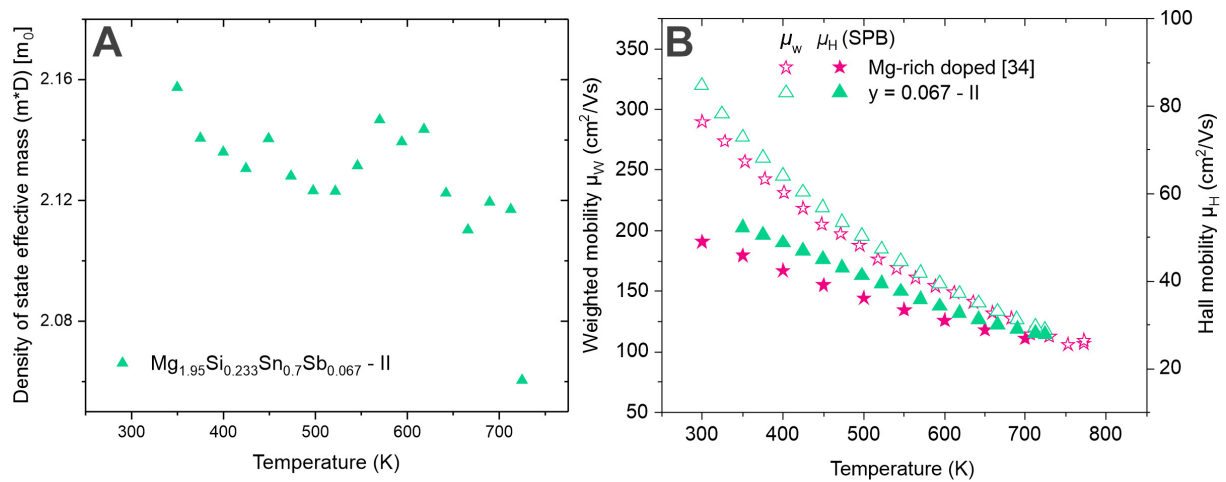 A
Density of state effective mass (m*D) [m0]
2.16
2.12
2.08
Mg1.95Si0.233Sn0.7Sb0.067 - II
300 400 500 600 700
Temperature (K)
B
Weighted mobility μW (cm2/Vs)
350
300
250
200
150
100
50
μw μH (SPB)
Mg-rich doped [34]
y = 0.067 - II
300 400 500 600 700 800
Temperature (K)
100
80
60
40
20
Hall mobility μH (cm2/Vs)